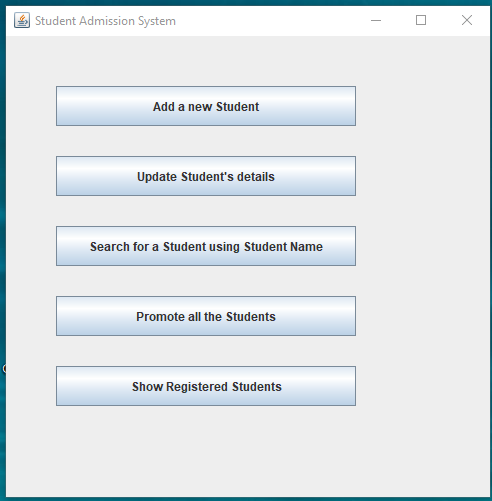 Student Admission System
Add a new Student
Update Student's details
Search for a Student using Student Name
Promote all the Students
Show Registered Students